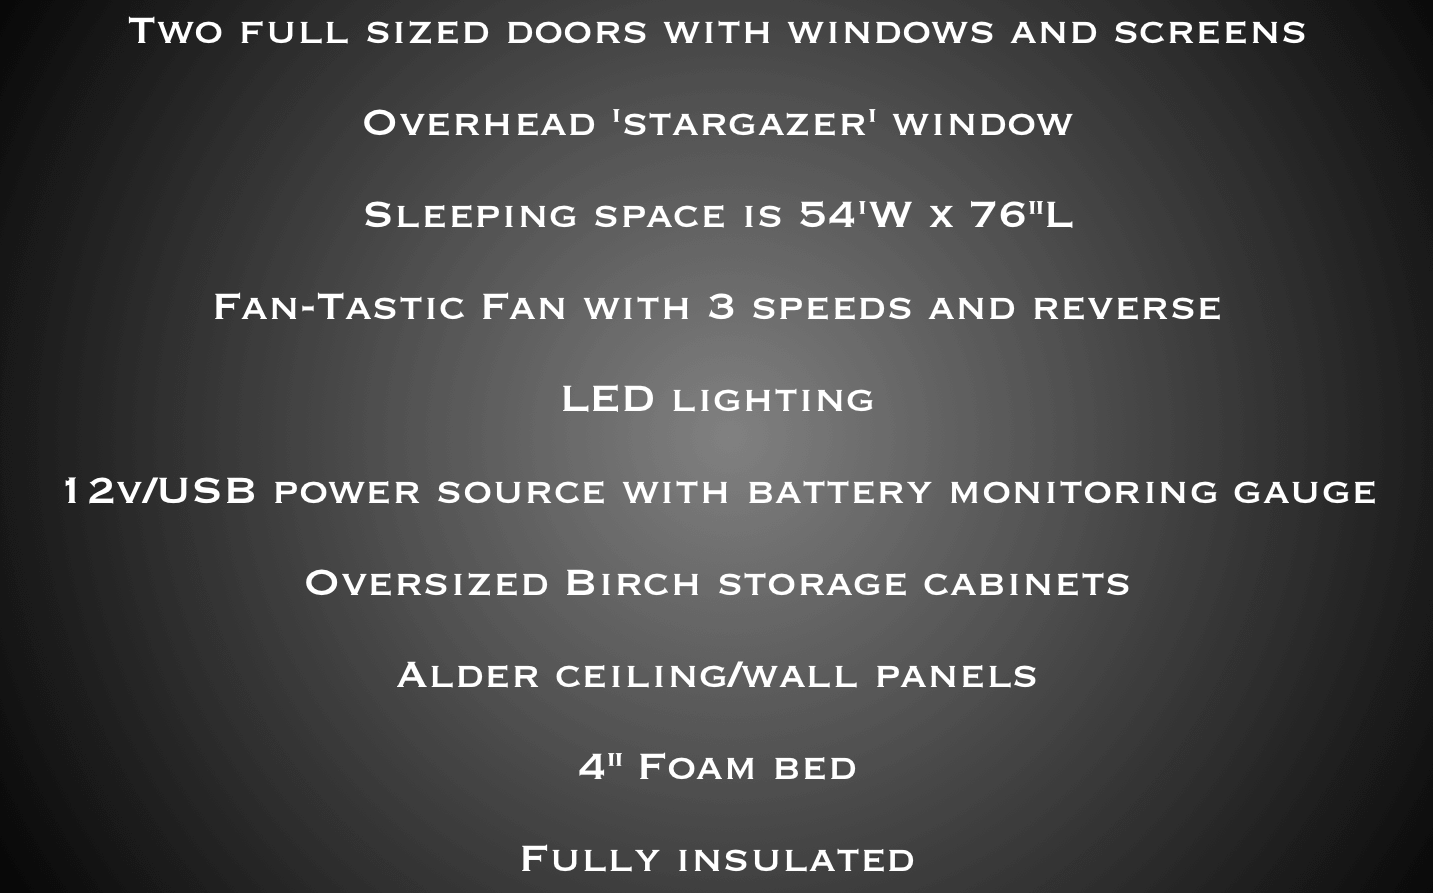 Two full sized doors with windows and screens
Overhead 'stargazer' window
Sleeping space is 54'W x 76"L
Fan-Tastic Fan with 3 speeds and reverse
LED lighting
12v/USB power source with battery monitoring gauge
Oversized Birch storage cabinets
Alder ceiling/wall panels
4" Foam bed
Fully insulated